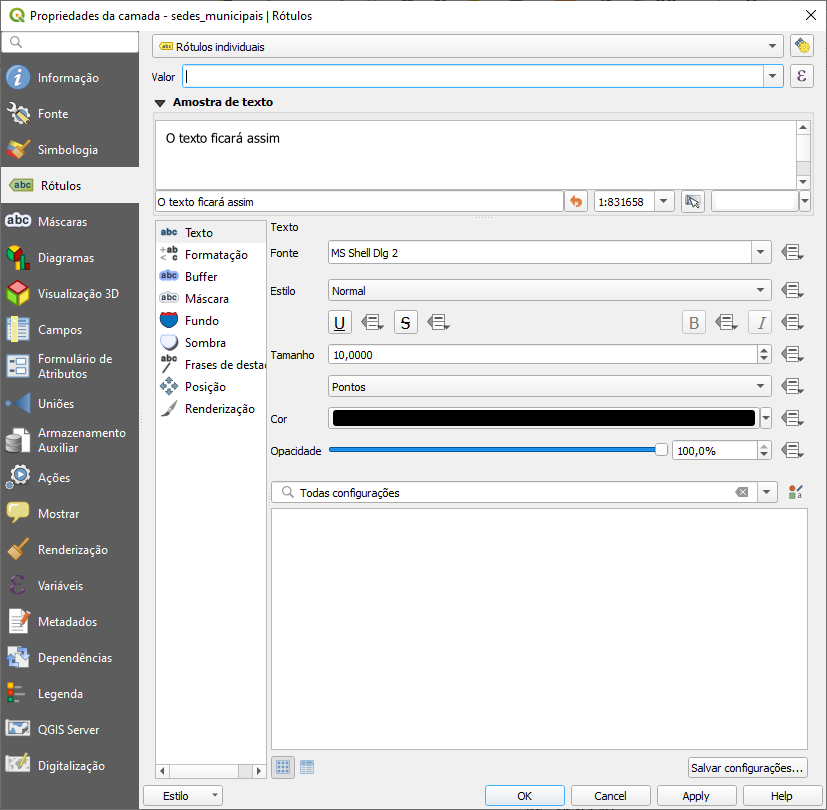 Propriedades da camada - sedes_municipais | Rótulos
Rótulos individuais
Valor
Amostra de texto
O texto ficará assim
O texto ficará assim
1:831658
Informação
Fonte
Simbologia
abc Rótulos
abc Máscaras
Diagramas
Visualização 3D
Campos
Formulário de
Atributos
Uniões
Armazenamento
Auxiliar
Ações
Mostrar
Renderização
Variáveis
Metadados
Dependências
Legenda
QGIS Server
Digitalização
abc Texto
+ab
< c Formatação
abc Buffer
abc Máscara
Fundo
Sombra
abc Frases de desta
Posição
Renderização
Texto
Fonte MS Shell Dlg 2
Estilo Normal
U S B I
Tamanho 10,0000
Pontos
Cor
Opacidade 100,0%
Todas configurações
Salvar configurações...
Estilo OK Cancel Apply Help